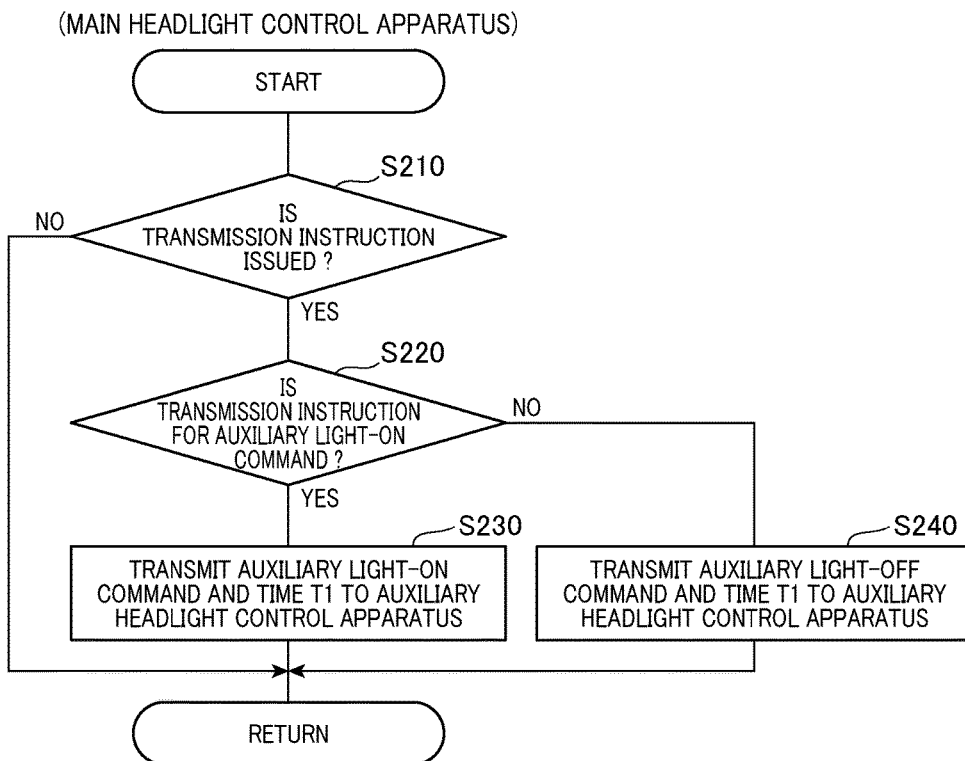 (MAIN HEADLIGHT CONTROL APPARATUS)
START
S210
NO
IS
TRANSMISSION INSTRUCTION
ISSUED ?
YES
S220
IS
TRANSMISSION INSTRUCTION
FOR AUXILIARY LIGHT-ON
COMMAND ?
NO
YES
S230
TRANSMIT AUXILIARY LIGHT-ON
COMMAND AND TIME T1 TO AUXILIARY
HEADLIGHT CONTROL APPARATUS
S240
TRANSMIT AUXILIARY LIGHT-OFF
COMMAND AND TIME T1 TO AUXILIARY
HEADLIGHT CONTROL APPARATUS
RETURN